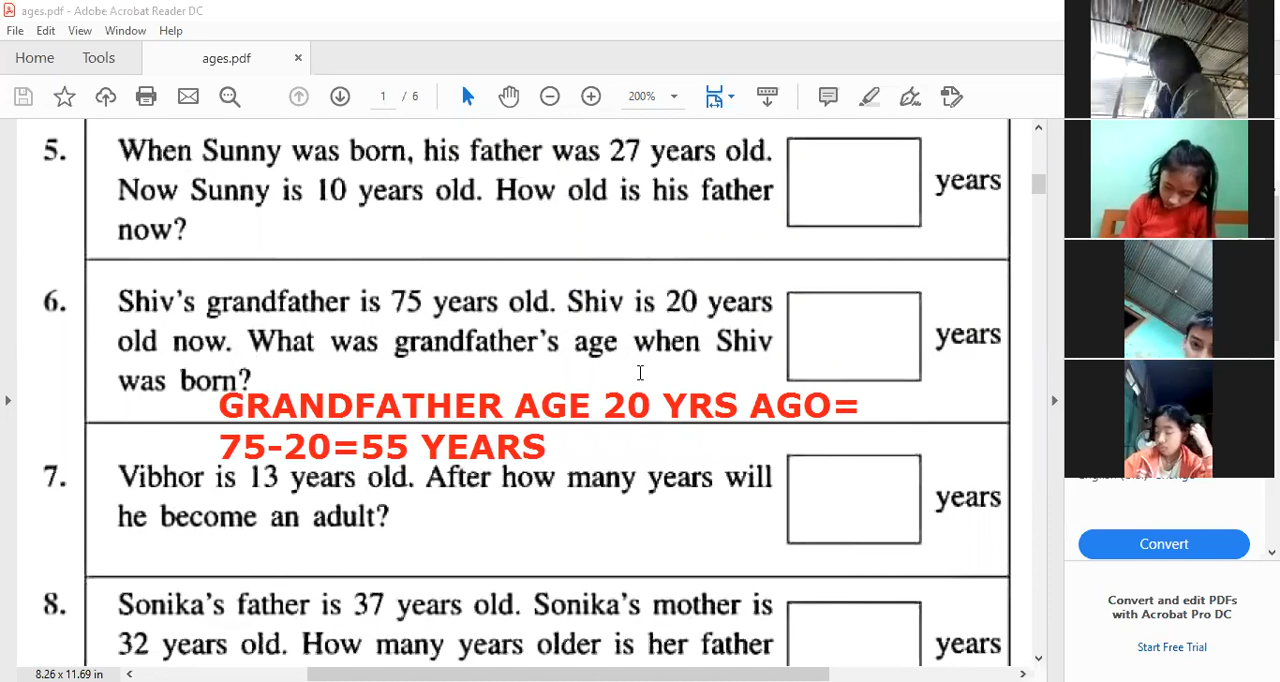 ages.pdf - Adobe Acrobat Reader DC
File Edit View Window Help
Home Tools ages.pdf ×
1 / 6 200%
5. When Sunny was born, his father was 27 years old.
Now Sunny is 10 years old. How old is his father
now?
years
6. Shiv's grandfather is 75 years old. Shiv is 20 years
old now. What was grandfather's age when Shiv
was born?
years
GRANDFATHER AGE 20 YRS AGO=
75-20=55 YEARS
7. Vibhor is 13 years old. After how many years will
he become an adult?
years
8. Sonika's father is 37 years old. Sonika's mother is
32 years old. How many years older is her father
years
Convert
Convert and edit PDFs
with Acrobat Pro DC
Start Free Trial
8.26 x 11.69 in